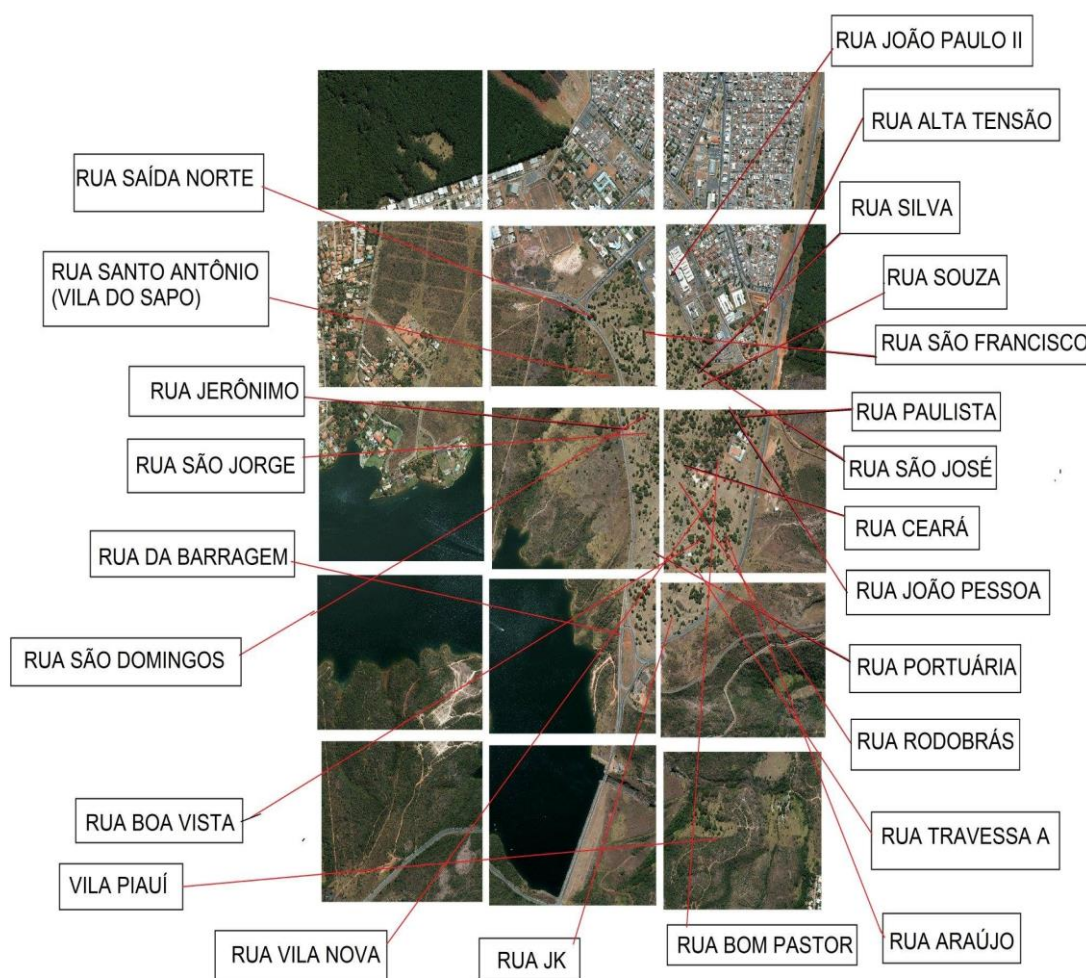 RUA JOÃO PAULO II
RUA ALTA TENSÃO
RUA SAÍDA NORTE
RUA SILVA
RUA SANTO ANTÔNIO
(VILA DO SAPO)
RUA SOUZA
RUA SÃO FRANCISCO
RUA JERÔNIMO
RUA PAULISTA
RUA SÃO JORGE
RUA SÃO JOSÉ
RUA CEARÁ
RUA DA BARRAGEM
RUA JOÃO PESSOA
RUA SÃO DOMINGOS
RUA PORTUÁRIA
RUA RODOBRÁS
RUA BOA VISTA
RUA TRAVESSA A
VILA PIAUÍ
RUA VILA NOVA
RUA JK
RUA BOM PASTOR
RUA ARAÚJO